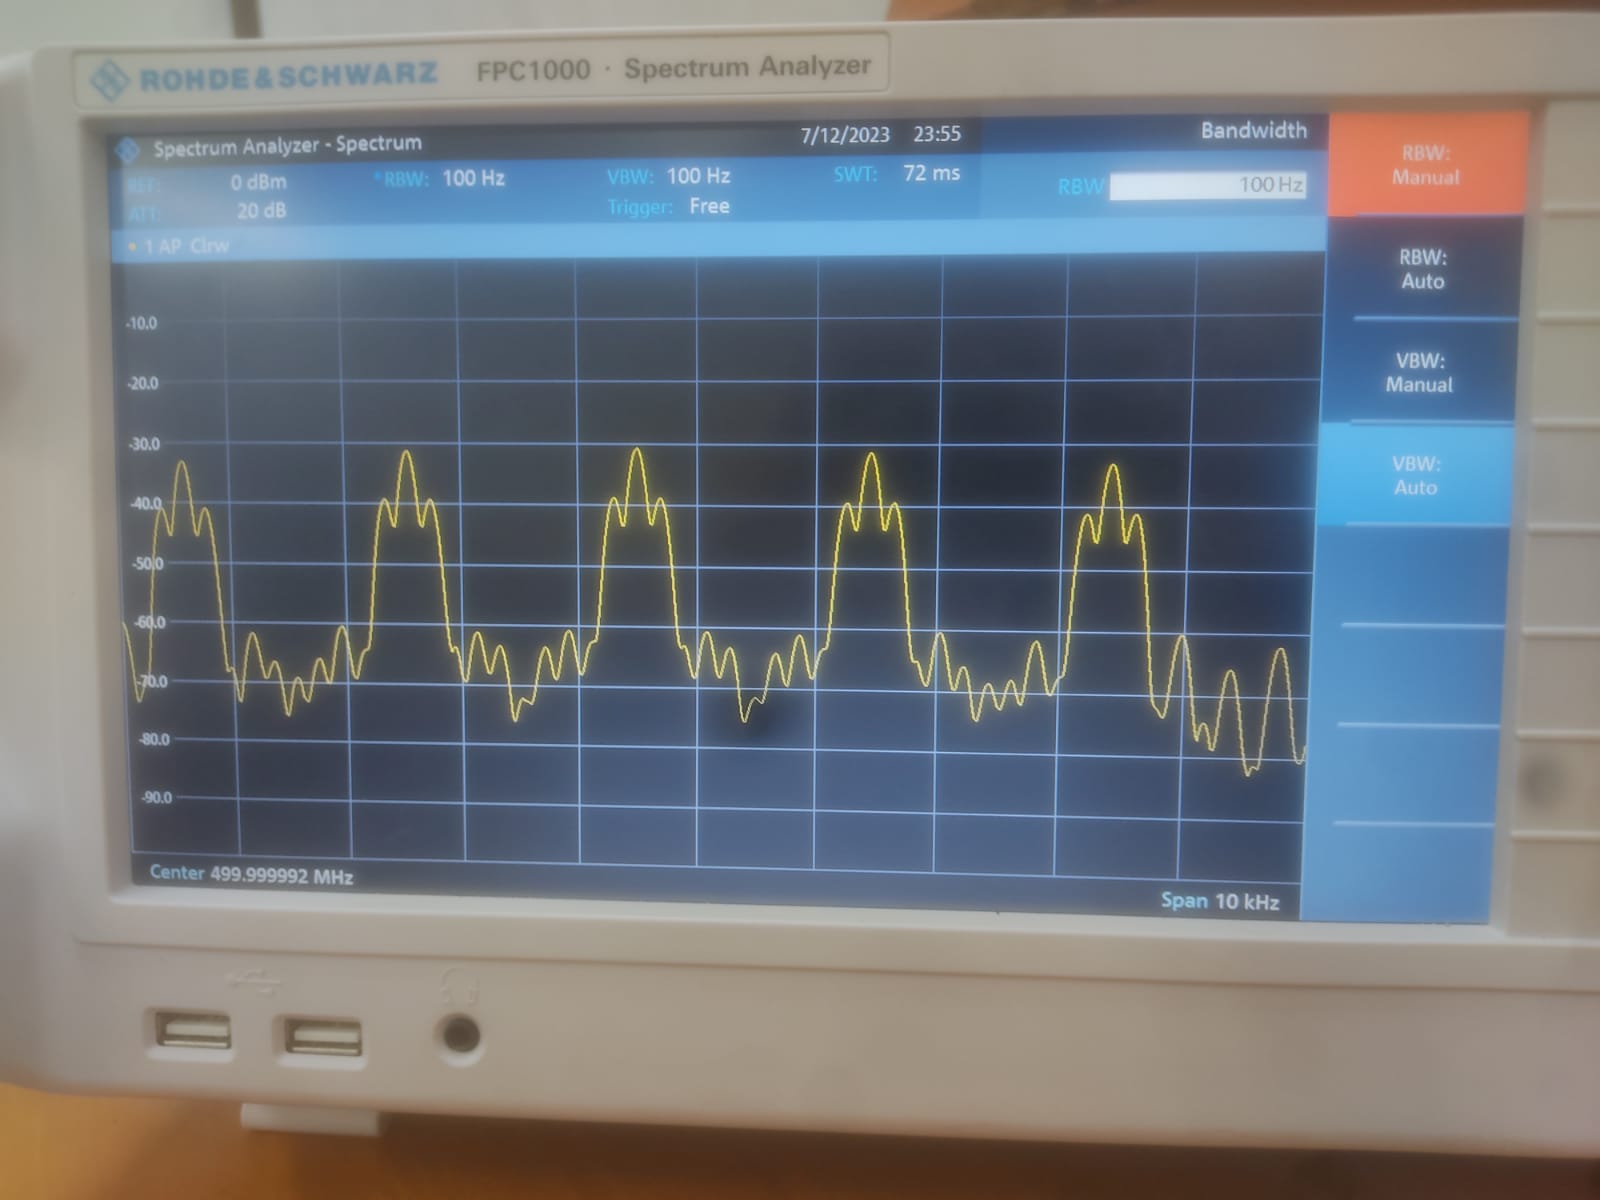 ROHDE&SCHWARZ FPC1000 · Spectrum Analyzer
Spectrum Analyzer - Spectrum 7/12/2023 23:55 Bandwidth
REF: 0 dBm *RBW: 100 Hz VBW: 100 Hz SWT: 72 ms RBW 100 Hz
ATT: 20 dB Trigger: Free
• 1 AP Clrw
RBW:
Manual
RBW:
Auto
VBW:
Manual
VBW:
Auto
-10.0
-20.0
-30.0
-40.0
-50.0
-60.0
-70.0
-80.0
-90.0
Center 499.999992 MHz
Span 10 kHz